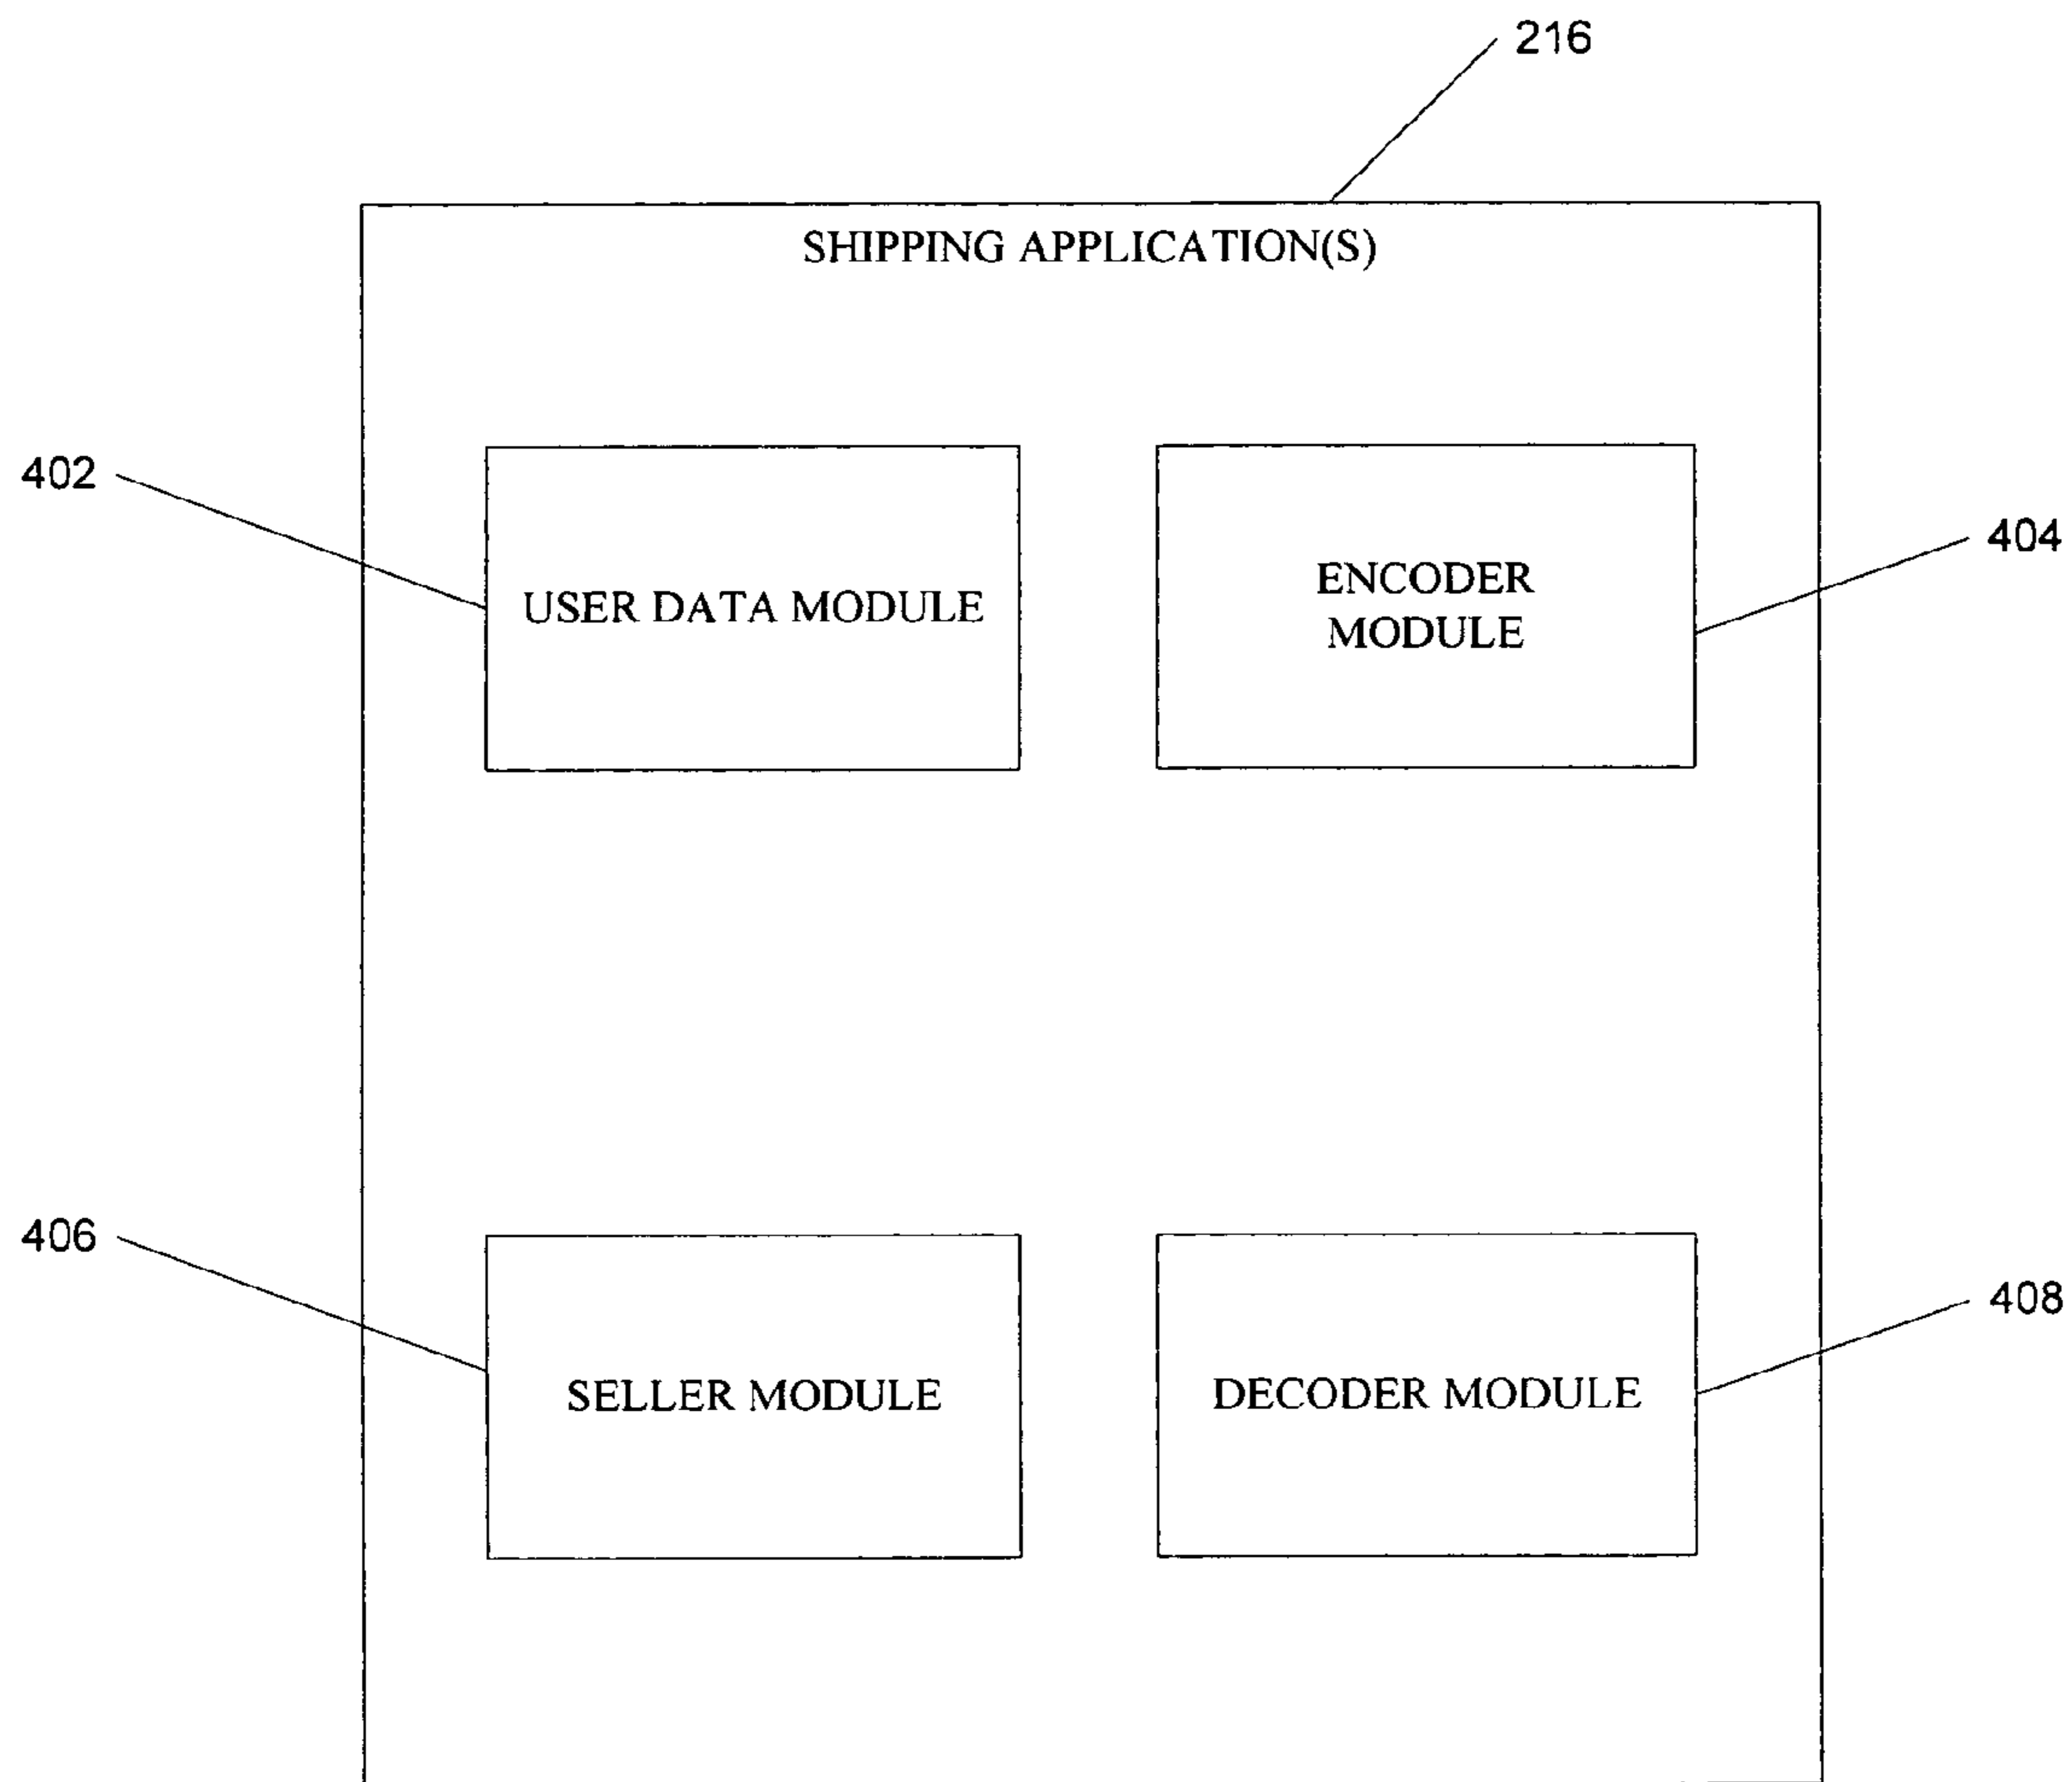 216
SHIPPING APPLICATION(S)
402
USER DATA MODULE
ENCODER
MODULE
404
406
SELLER MODULE
DECODER MODULE
408